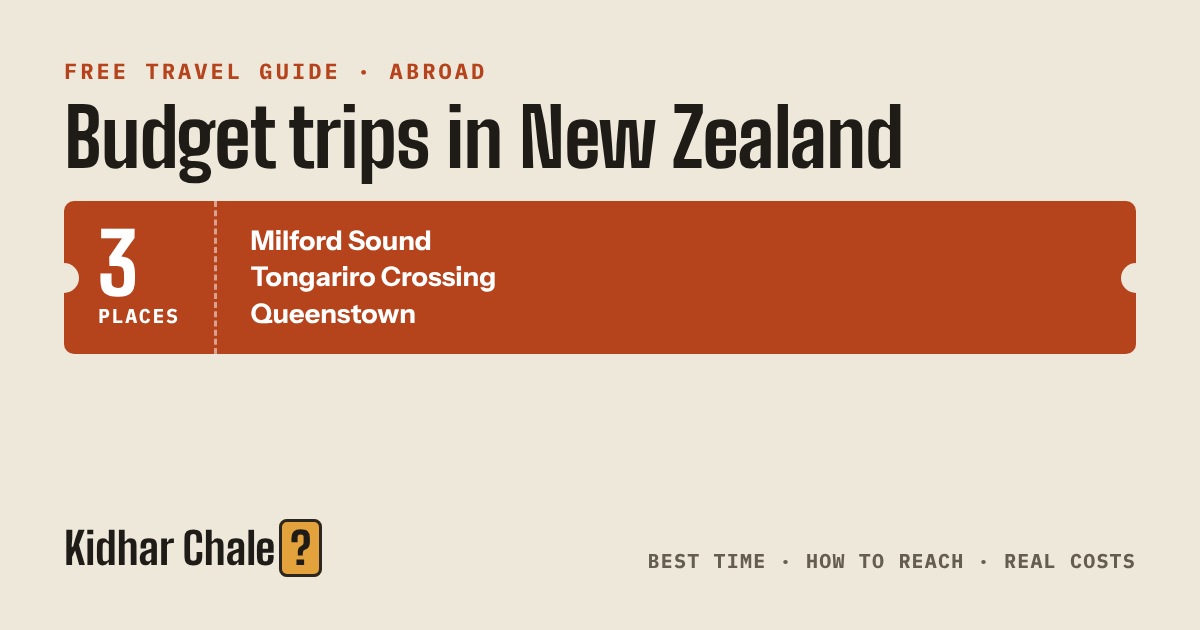 FREE TRAVEL GUIDE · ABROAD
Budget trips in New Zealand
3
PLACES
Milford Sound
Tongariro Crossing
Queenstown
Kidhar Chale ?
BEST TIME · HOW TO REACH · REAL COSTS